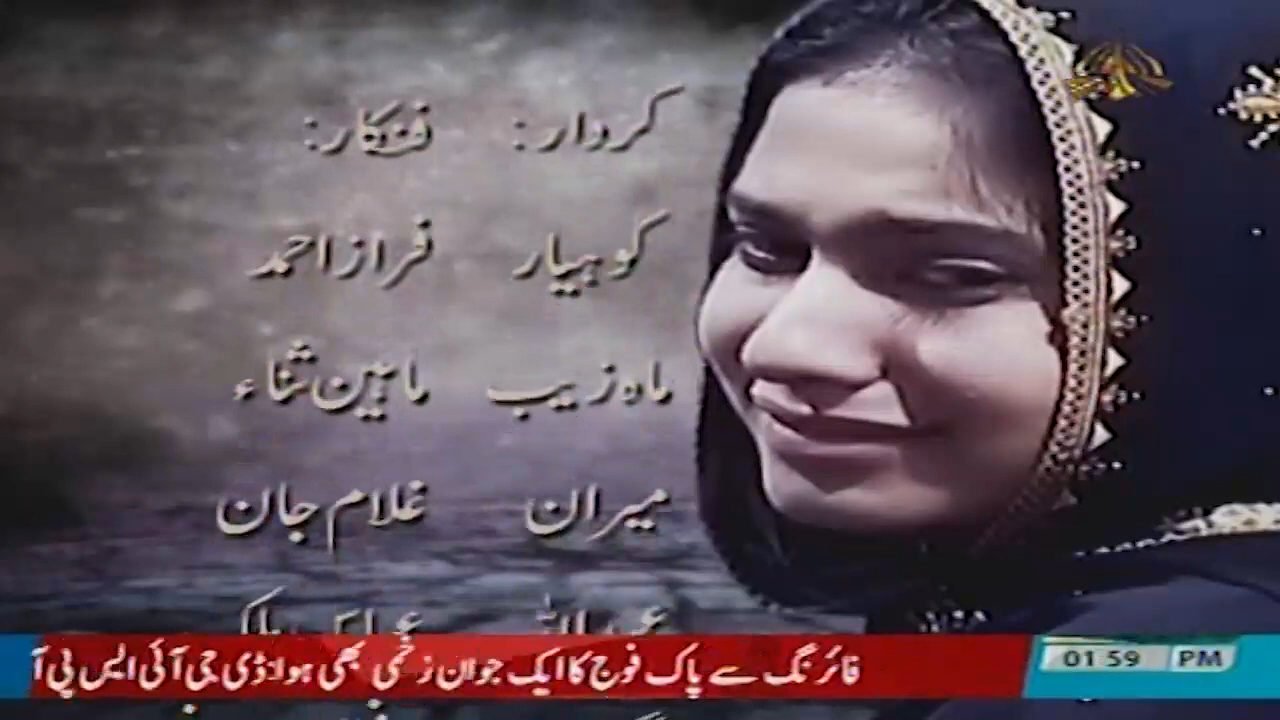 کردار: فنکار:
کوہیار فراز احمد
ماہ زیب ماہین ثناء
میران غلام جان
فائرنگ سے پاک فوج کا ایک جوان زخمی بھی ہوا:ڈی جی آئی ایس پی آ
01 59 PM